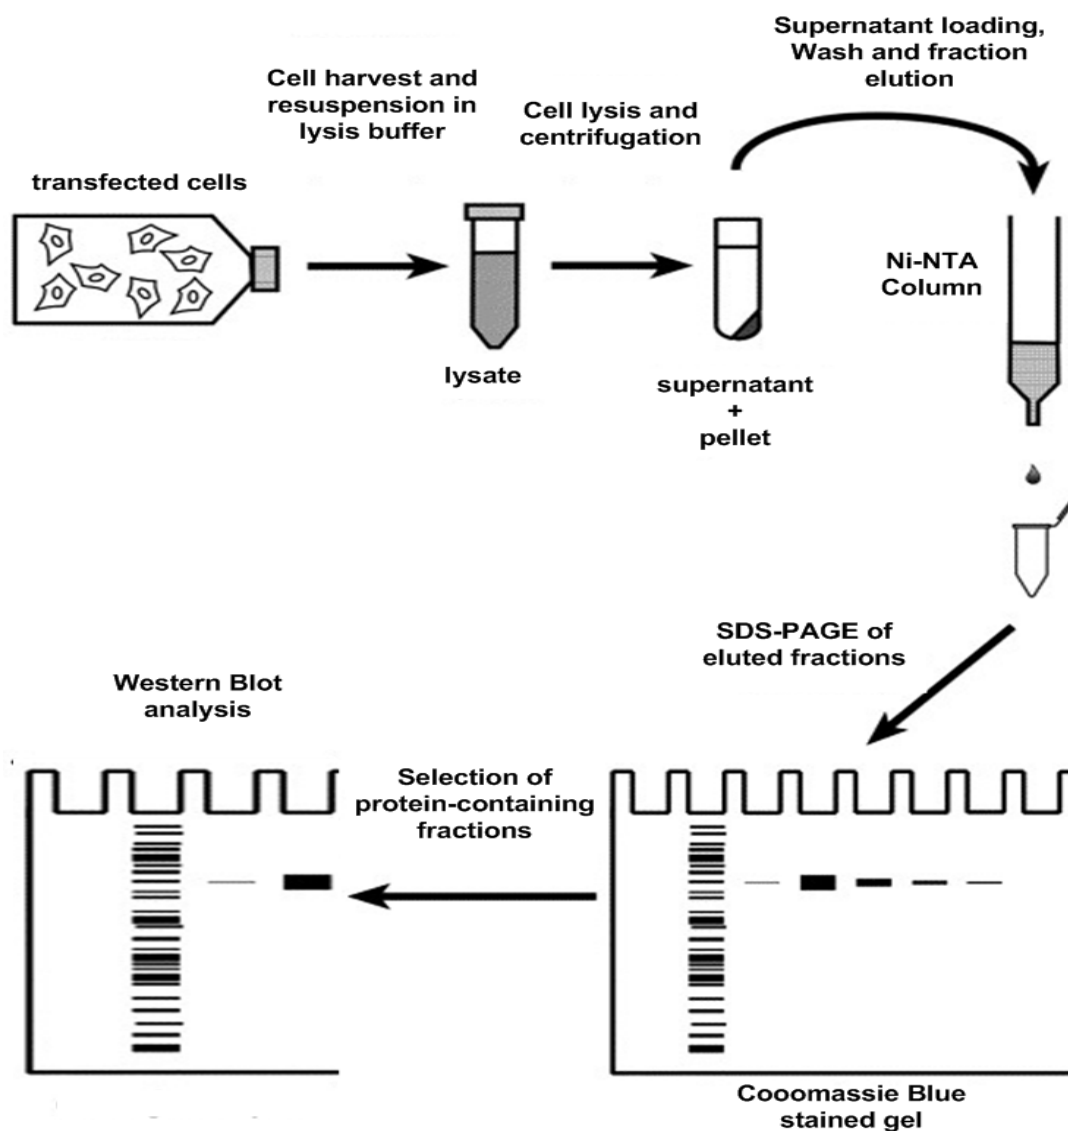 transfected cells
Cell harvest and
resuspension in
lysis buffer
lysate
Cell lysis and
centrifugation
supernatant
+
pellet
Supernatant loading,
Wash and fraction
elution
Ni-NTA
Column
SDS-PAGE of
eluted fractions
Cooomassie Blue
stained gel
Selection of
protein-containing
fractions
Western Blot
analysis